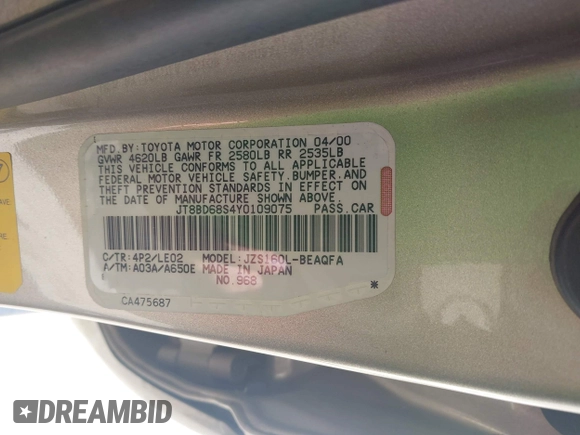 MFD.BY:TOYOTA MOTOR CORPORATION 04/00
GVWR 4620LB GAWR FR 2580LB RR 2535LB
THIS VEHICLE CONFORMS TO ALL APPLICABLE
FEDERAL MOTOR VEHICLE SAFETY.BUMPER.AND
THEFT PREVENTION STANDARDS IN EFFECT ON
THE DATE OF MANUFACTURE SHOWN ABOVE.
JT8BD68S4Y0109075 PASS.CAR
C/TR:4P2/LE02 MODEL:JZS160L-BEAQFA
A/TM:A03A/A650E MADE IN JAPAN
NO.968
CA475687
DREAMBID